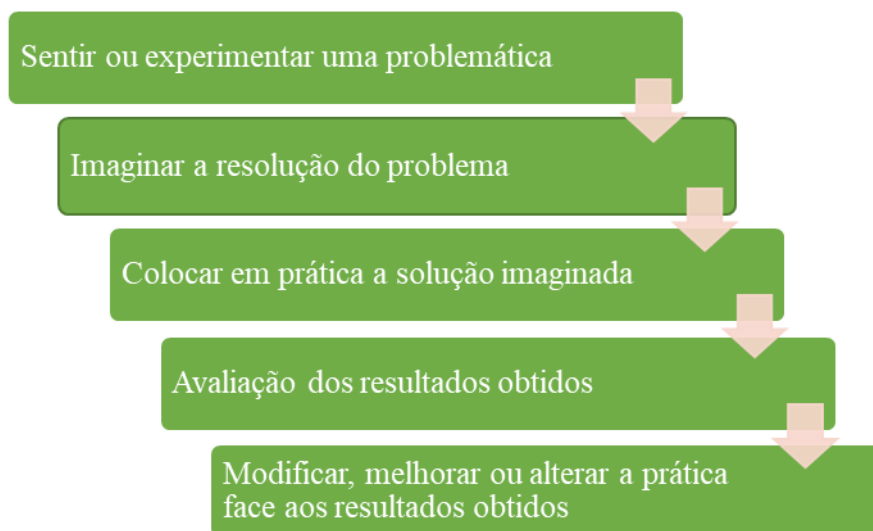 Sentir ou experimentar uma problemática
Imaginar a resolução do problema
Colocar em prática a solução imaginada
Avaliação dos resultados obtidos
Modificar, melhorar ou alterar a prática
face aos resultados obtidos